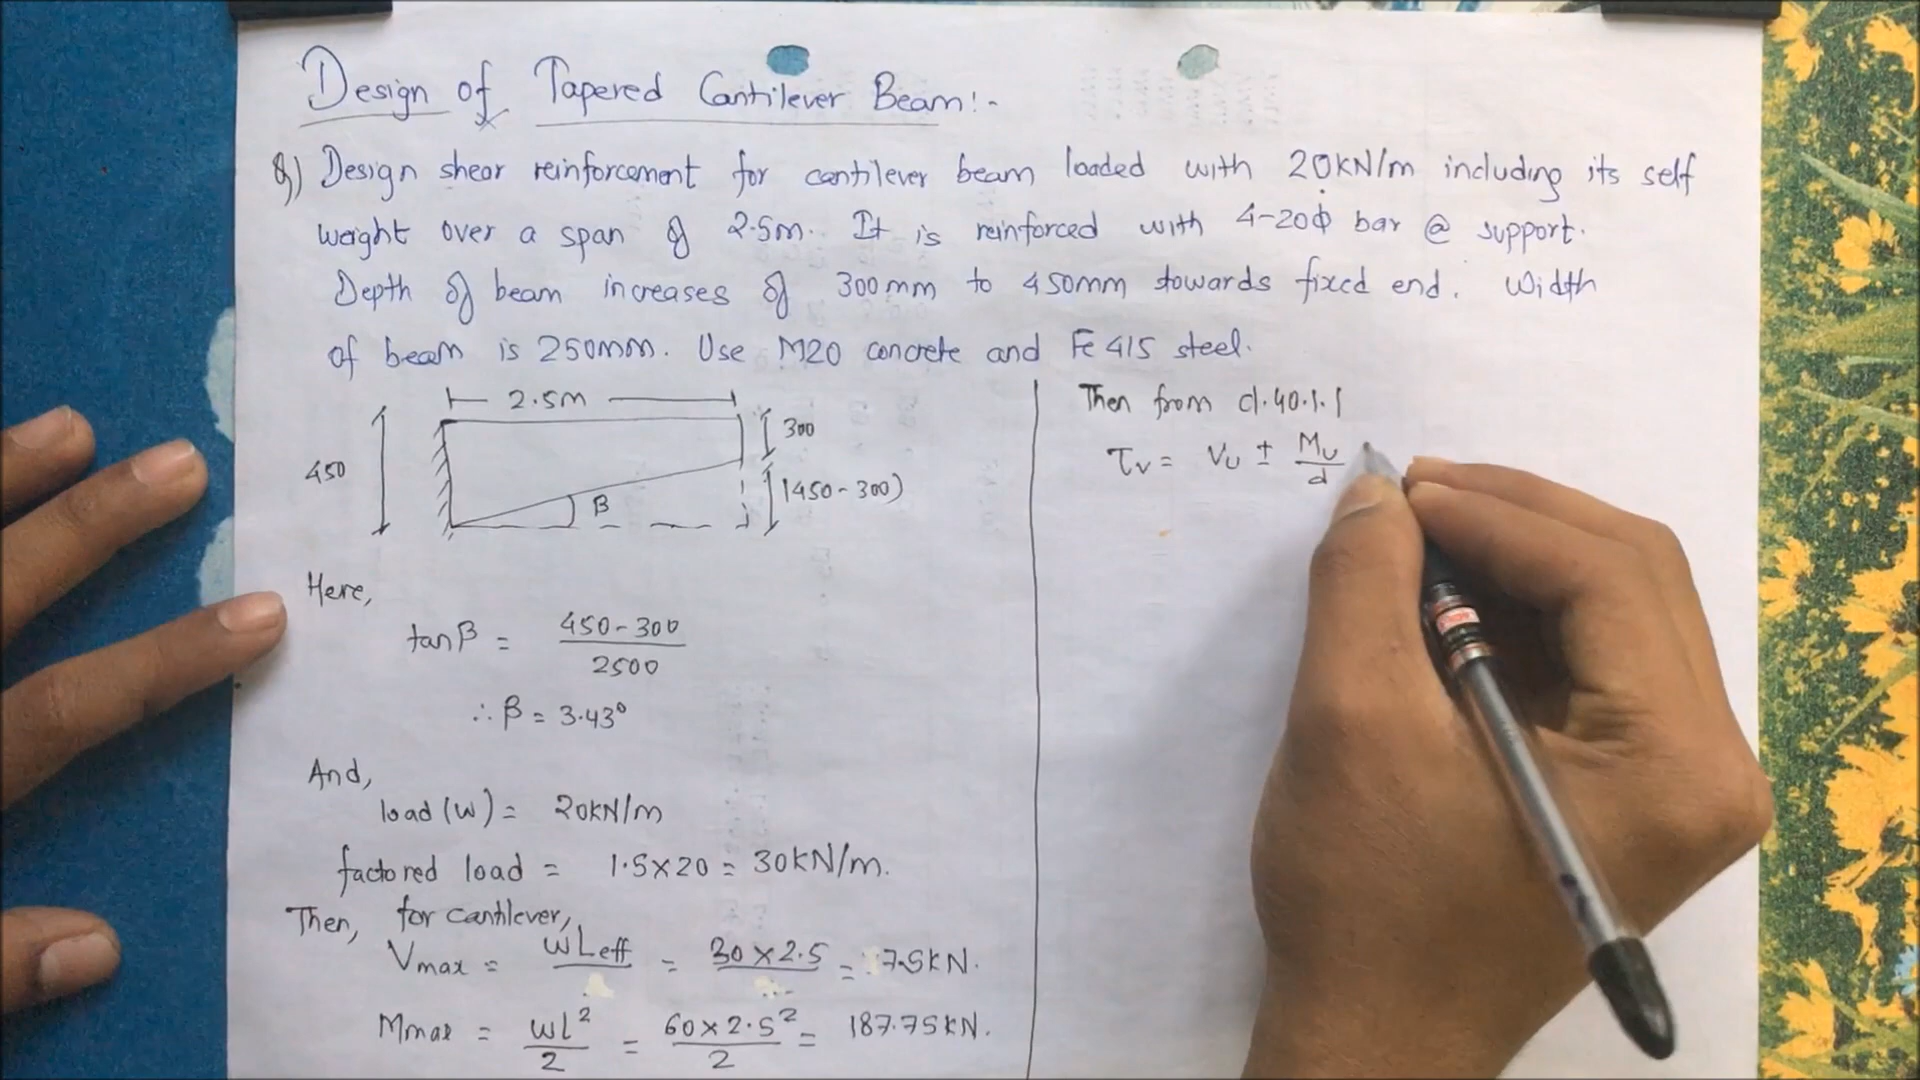 Design of Tapered Cantilever Beam:-
Q) Design shear reinforcement for cantilever beam loaded with 20KN/m including its self
weight over a span of 2.5m. It is reinforced with 4-20ϕ bar @ support.
Depth of beam increases of 300mm to 450mm towards fixed end. Width
of beam is 250mm. Use M20 concrete and Fe 415 steel.
2.5m
300
450
(450-300)
β
Here,
tanβ = 450-300 / 2500
∴ β = 3.43°
And,
load (w) = 20KN/m
factored load = 1.5×20 = 30KN/m.
Then, for cantilever,
Vmax = wLeff = 30×2.5 = 75KN.
Mmax = wl² / 2 = 60×2.5² / 2 = 187.75KN.
Then from cl.40.1.1
τv = Vu ± Mu / d